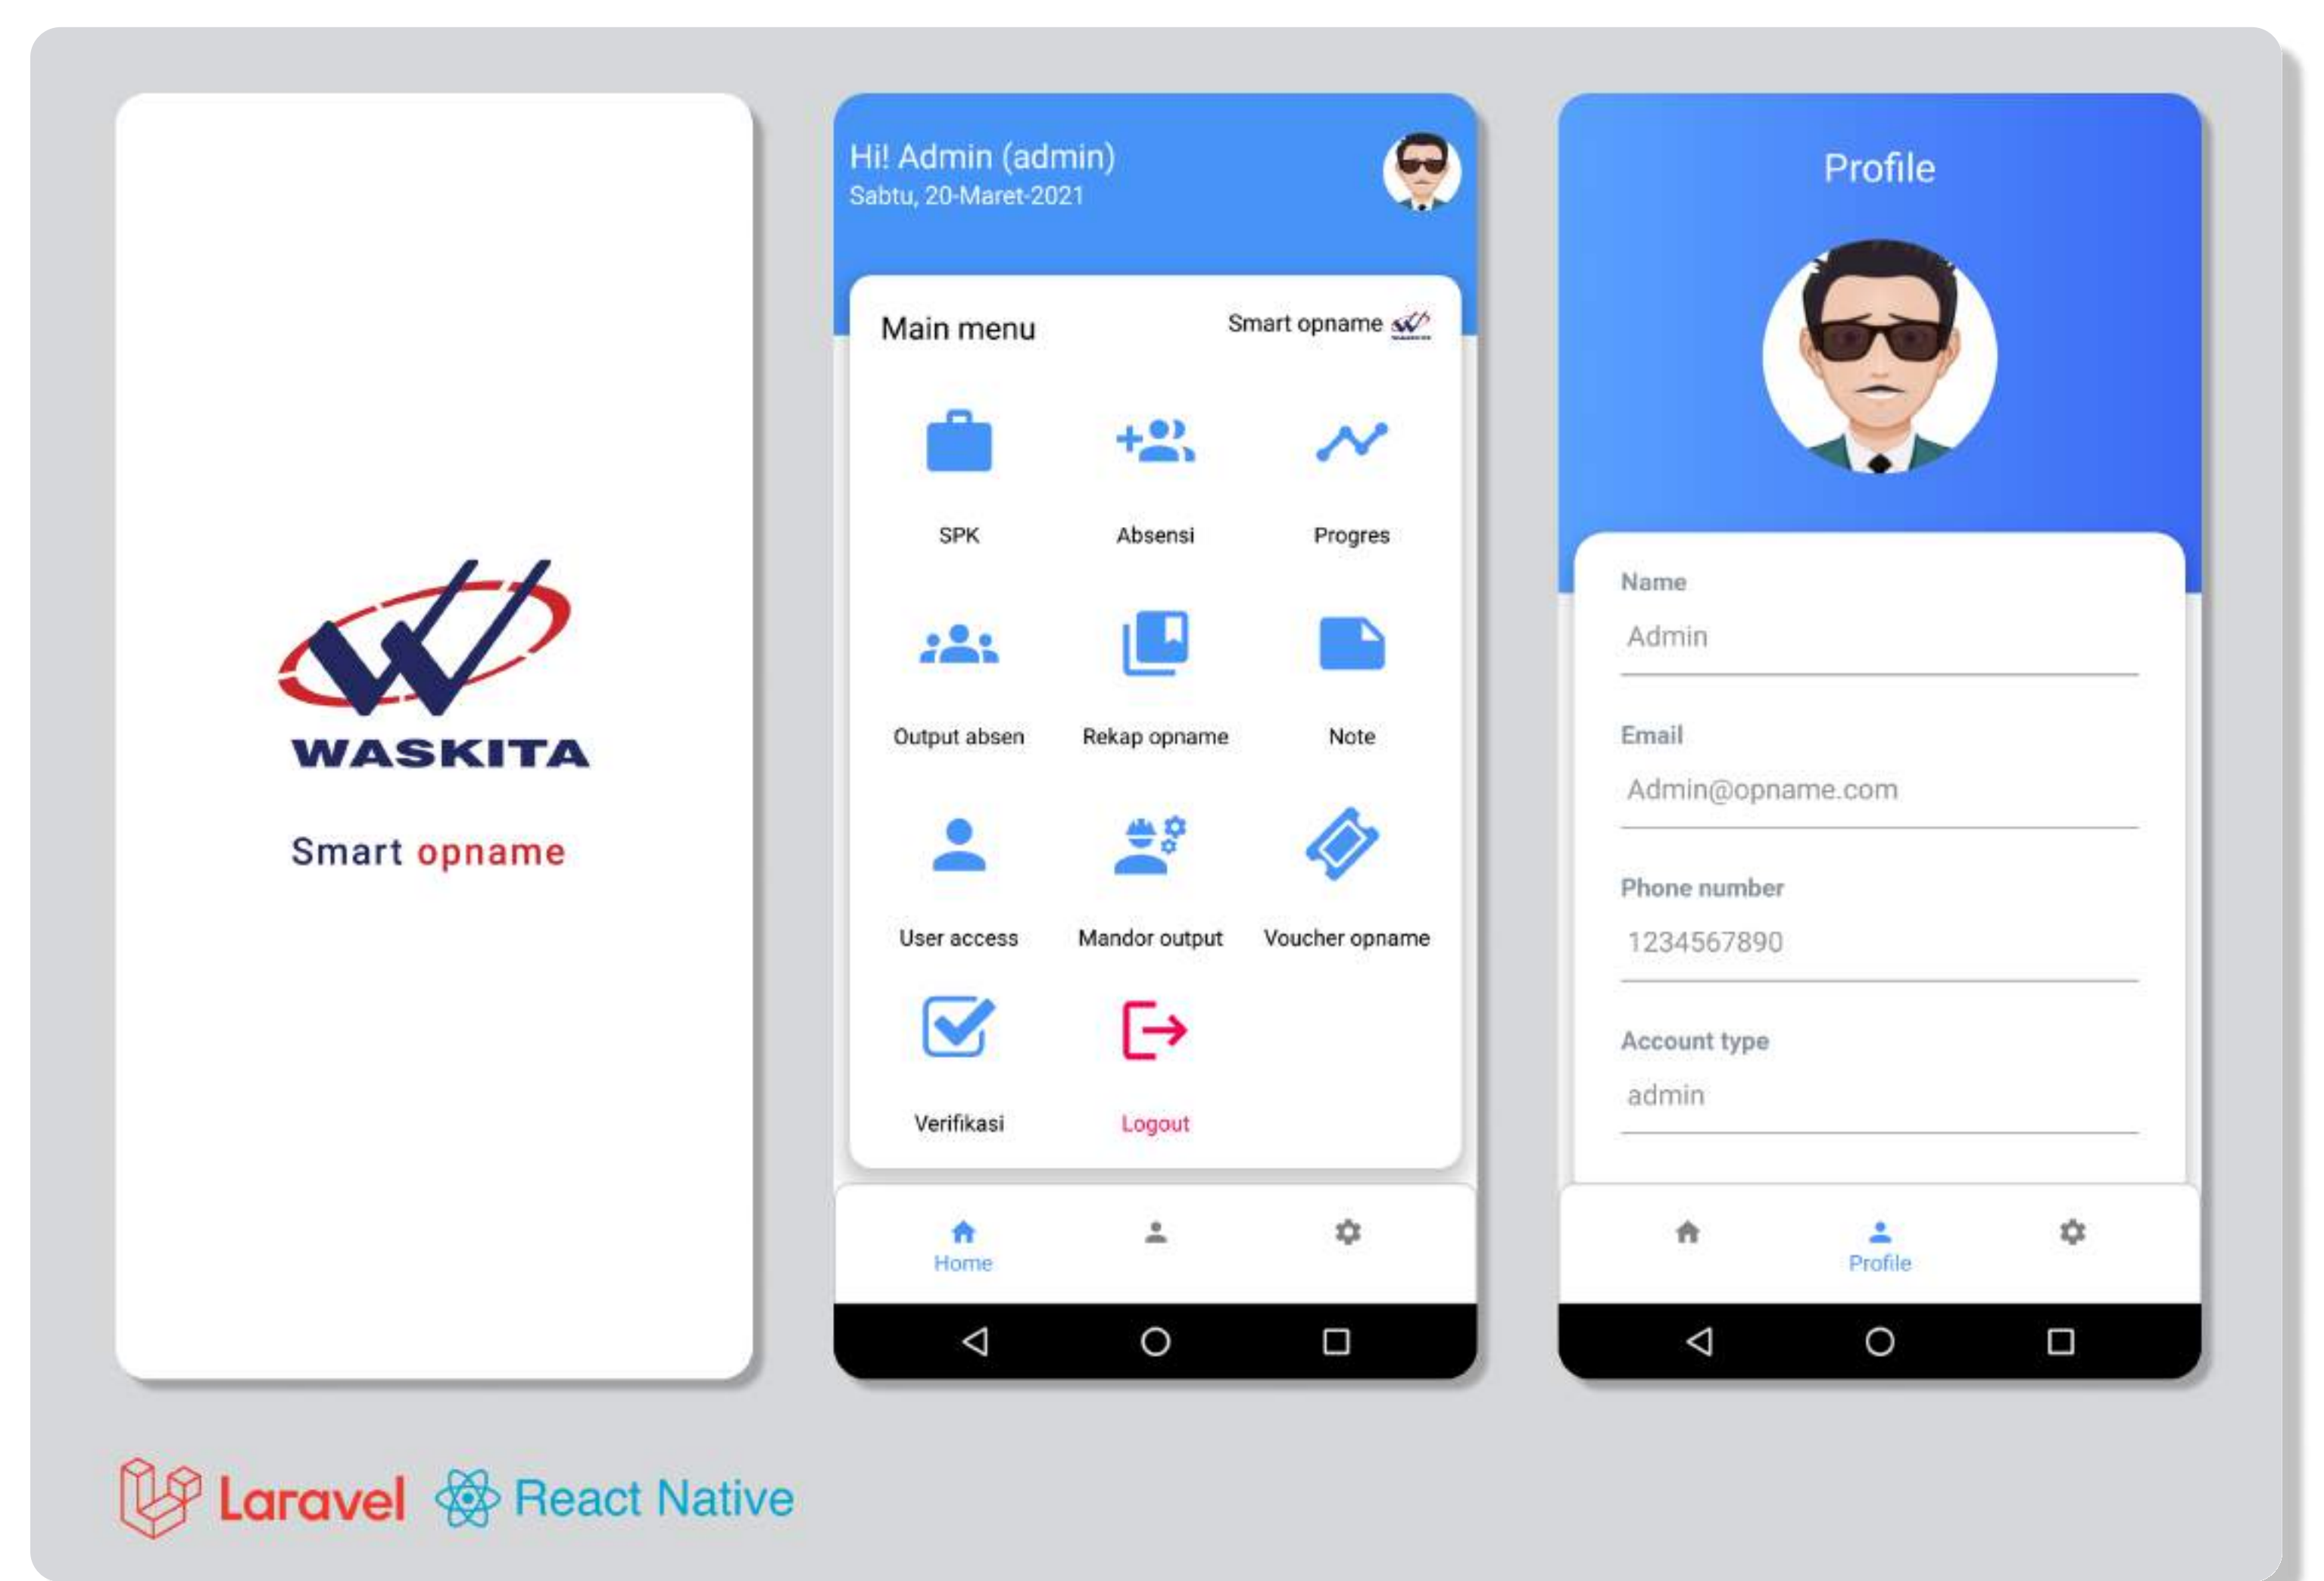 WASKITA
Smart opname
Hi! Admin (admin)
Sabtu, 20-Maret-2021
Main menu
Smart opname
SPK
Absensi
Progres
Output absen
Rekap opname
Note
User access
Mandor output
Voucher opname
Verifikasi
Logout
Home
Profile
Name
Admin
Email
Admin@opname.com
Phone number
1234567890
Account type
admin
Profile
Laravel
React Native